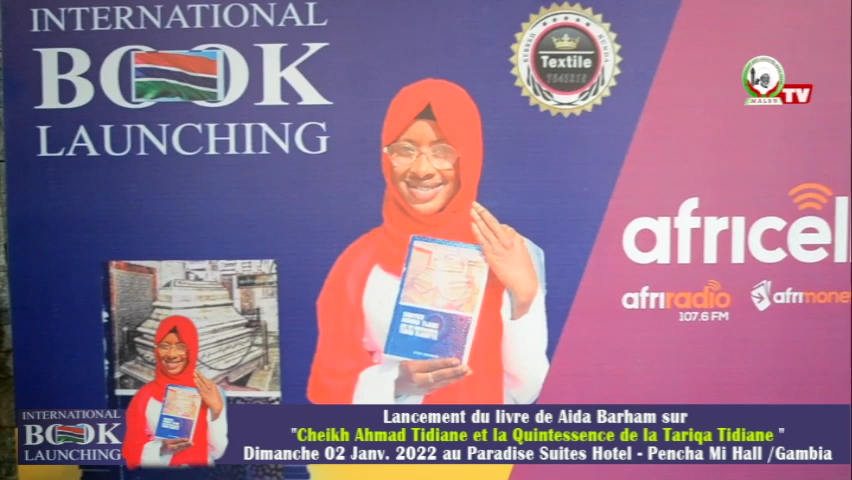 INTERNATIONAL
BOOK
LAUNCHING
Textile
MALEN
TV
africell
afriradio
107.6 FM
afrimoney
INTERNATIONAL
BOOK
LAUNCHING
Lancement du livre de Aida Barham sur
"Cheikh Ahmad Tidiane et la Quintessence de la Tariqa Tidiane "
Dimanche 02 Janv. 2022 au Paradise Suites Hotel - Pencha Mi Hall /Gambia